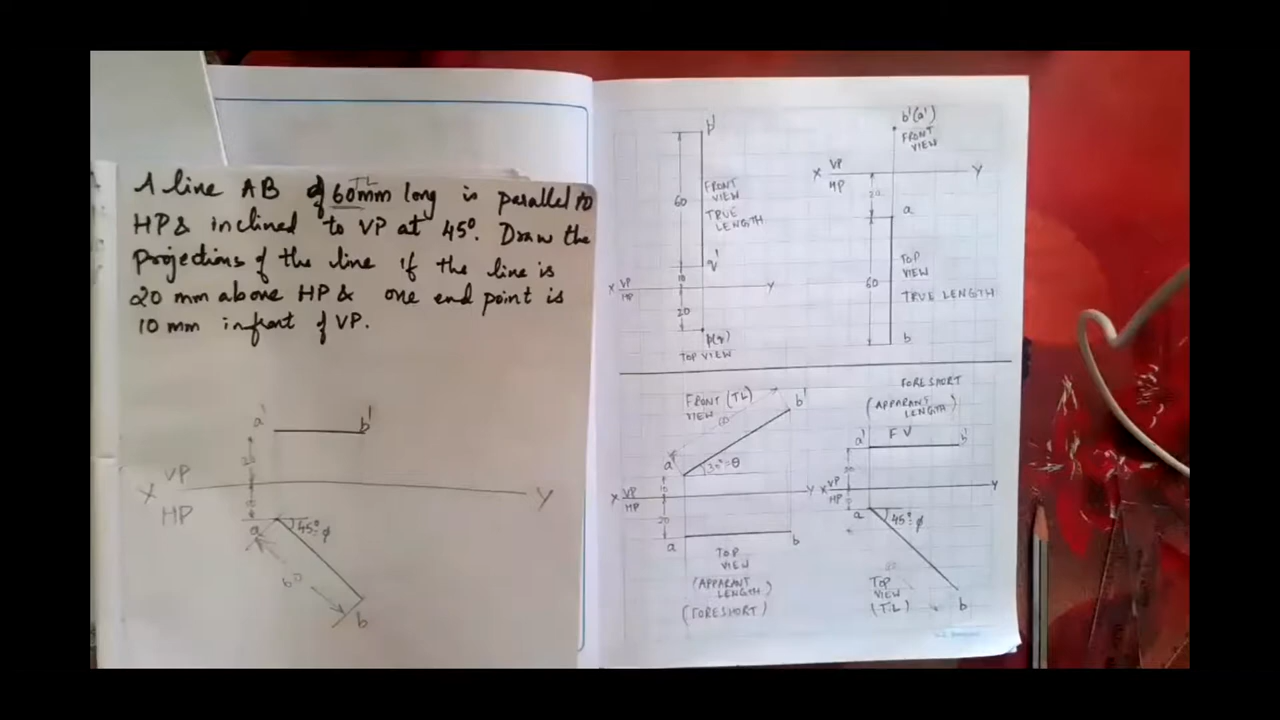 A line AB of 60mm long is parallel to
TL
HP & inclined to VP at 45°. Draw the
projections of the line if the line is
20 mm above HP & one end point is
10 mm infront of VP.
a' b'
20
VP
X Y
HP
10
a
45°=φ
60
b
p'
60
FRONT
VIEW
TRUE
LENGTH
q'
10
X VP Y
HP
20
p(q)
TOP VIEW
b'(a')
FRONT
VIEW
X VP Y
HP
20
a
60
TOP
VIEW
TRUE LENGTH
b
FRONT (TL)
VIEW
b'
60
a'
30°=θ
10
X VP Y
HP
20
a b
TOP
VIEW
(APPARANT
LENGTH)
(FORESHORT)
FORESHORT
(APPARANT
LENGTH)
FV
a' b'
20
X VP Y
HP
a
45°=φ
TOP
VIEW
(TL)
b